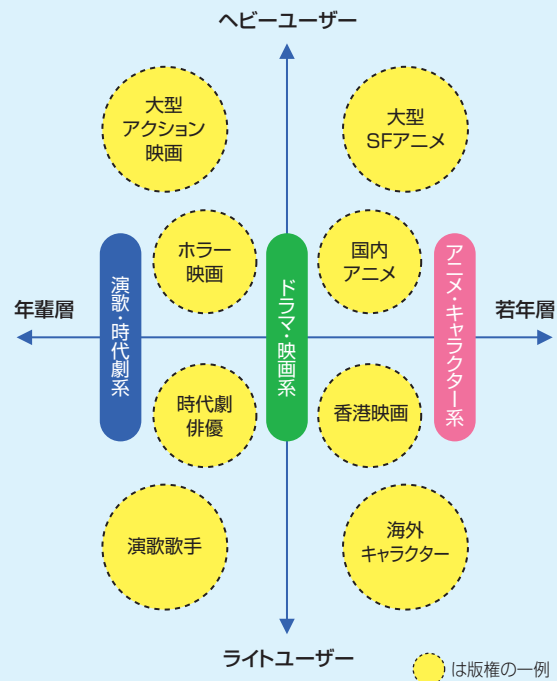 ヘビーユーザー
大型
アクション
映画
大型
SFアニメ
ホラー
映画
国内
アニメ
年輩層
演歌・時代劇系
ドラマ・映画系
アニメ・キャラクター系
若年層
時代劇
俳優
香港映画
演歌歌手
海外
キャラクター
ライトユーザー
は版権の一例